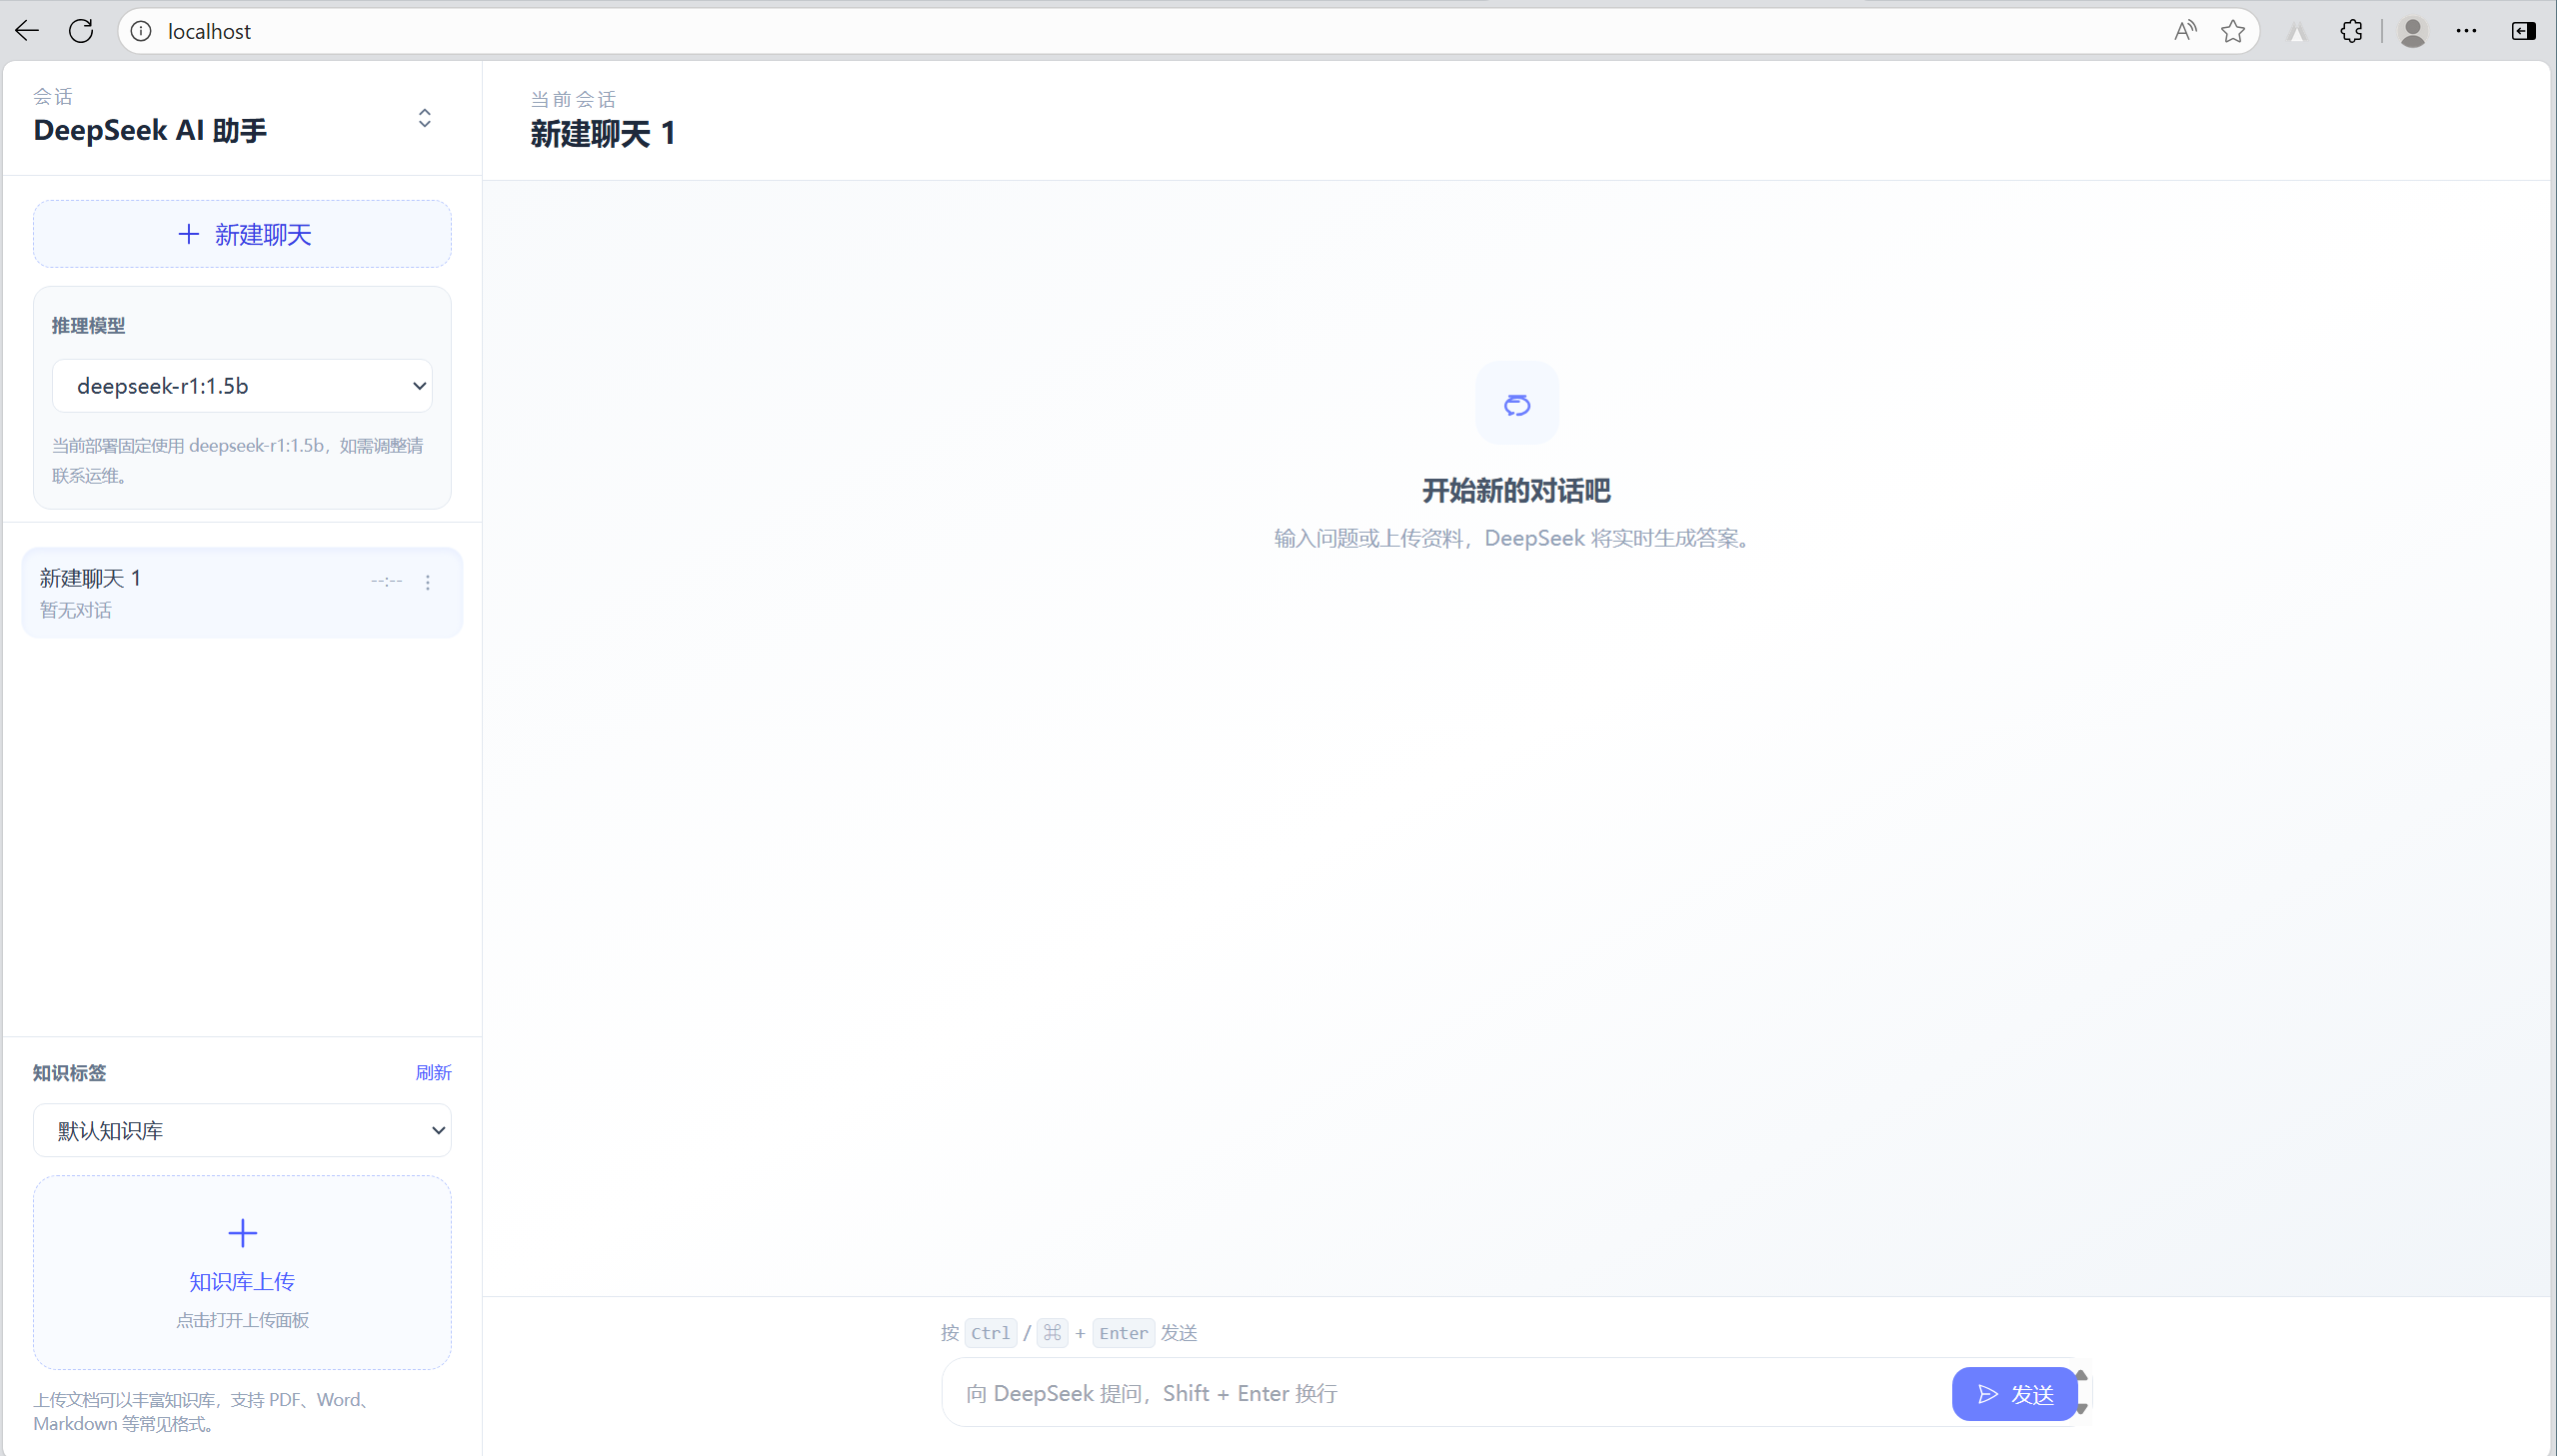 localhost
会话
DeepSeek AI 助手
新建聊天
推理模型
deepseek-r1:1.5b
当前部署固定使用 deepseek-r1:1.5b，如需调整请
联系运维。
新建聊天 1
--:--
暂无对话
知识标签
刷新
默认知识库
知识库上传
点击打开上传面板
上传文档可以丰富知识库，支持 PDF、Word、
Markdown 等常见格式。
当前会话
新建聊天 1
开始新的对话吧
输入问题或上传资料，DeepSeek 将实时生成答案。
按 Ctrl / ⌘ + Enter 发送
向 DeepSeek 提问，Shift + Enter 换行
发送